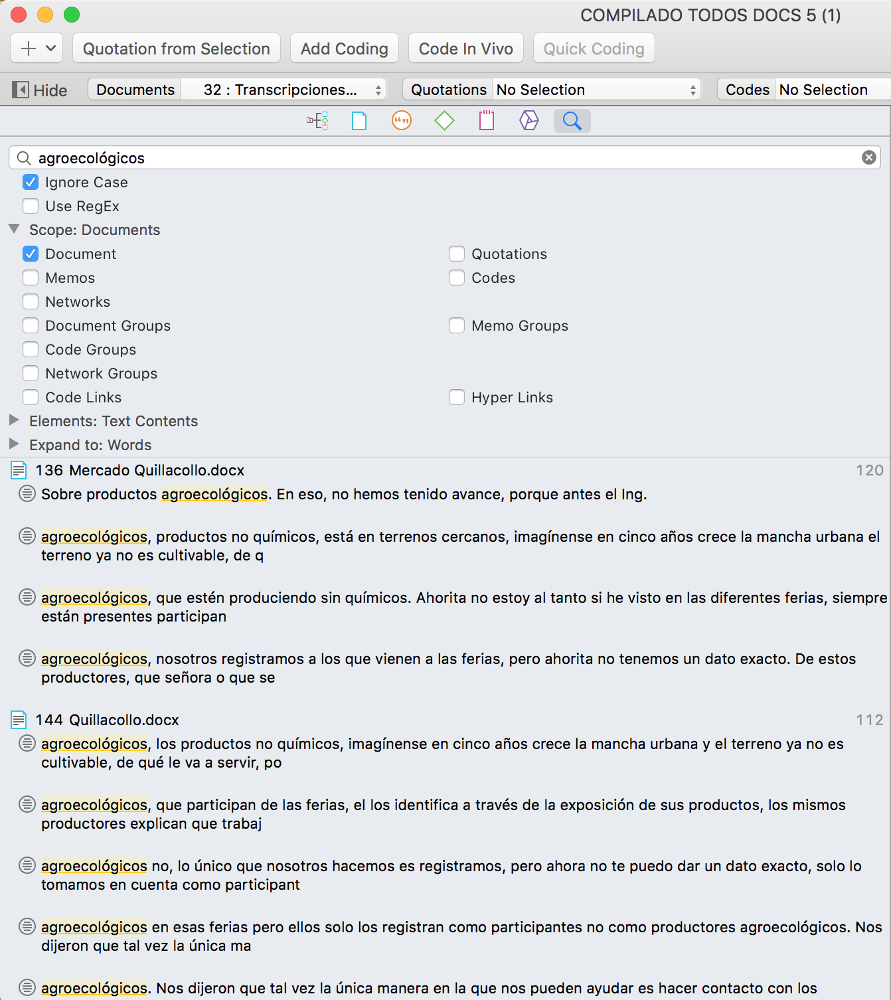 COMPILADO TODOS DOCS 5 (1)
Quotation from Selection
Add Coding
Code In Vivo
Quick Coding
Hide
Documents
32 : Transcripciones...
Quotations
No Selection
Codes
No Selection
agroecológicos
Ignore Case
Use RegEx
Scope: Documents
Document
Quotations
Memos
Codes
Networks
Document Groups
Memo Groups
Code Groups
Network Groups
Code Links
Hyper Links
Elements: Text Contents
Expand to: Words
136 Mercado Quillacollo.docx
120
Sobre productos agroecológicos. En eso, no hemos tenido avance, porque antes el Ing.
agroecológicos, productos no químicos, está en terrenos cercanos, imagínense en cinco años crece la mancha urbana el
terreno ya no es cultivable, de q
agroecológicos, que estén produciendo sin químicos. Ahorita no estoy al tanto si he visto en las diferentes ferias, siempre
están presentes participan
agroecológicos, nosotros registramos a los que vienen a las ferias, pero ahorita no tenemos un dato exacto. De estos
productores, que señora o que se
144 Quillacollo.docx
112
agroecológicos, los productos no químicos, imagínense en cinco años crece la mancha urbana y el terreno ya no es
cultivable, de qué le va a servir, po
agroecológicos, que participan de las ferias, el los identifica a través de la exposición de sus productos, los mismos
productores explican que trabaj
agroecológicos no, lo único que nosotros hacemos es registramos, pero ahora no te puedo dar un dato exacto, solo lo
tomamos en cuenta como participant
agroecológicos en esas ferias pero ellos solo los registran como participantes no como productores agroecológicos. Nos
dijeron que tal vez la única ma
agroecológicos. Nos dijeron que tal vez la única manera en la que nos pueden ayudar es hacer contacto con los